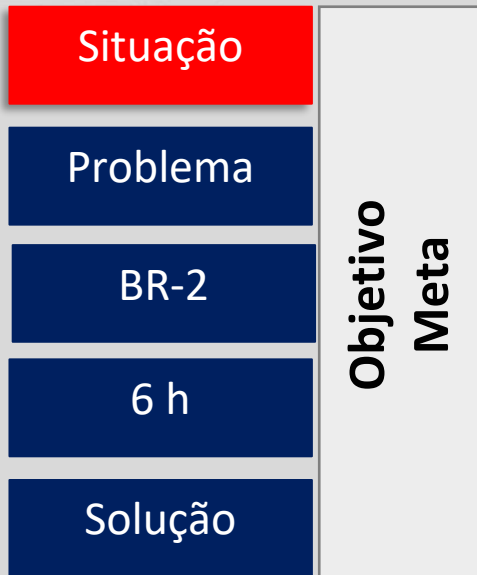 Situação
Problema
BR-2
6 h
Solução
Objetivo
Meta